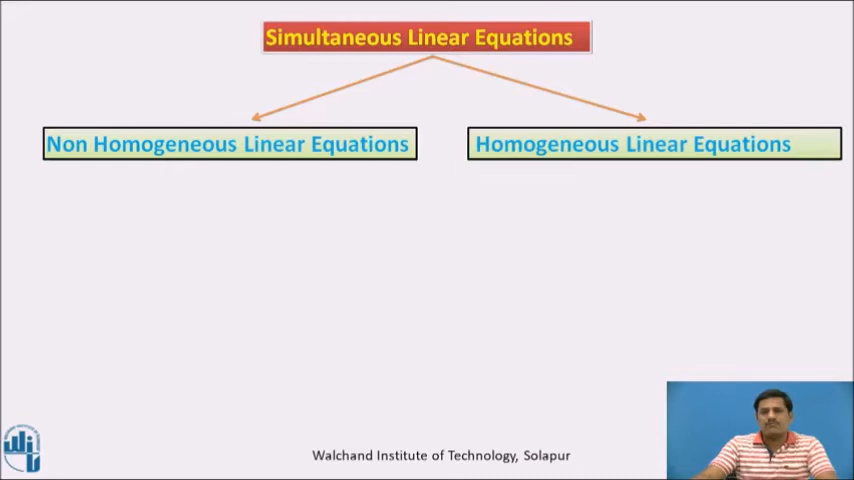 Simultaneous Linear Equations
Non Homogeneous Linear Equations
Homogeneous Linear Equations
Walchand Institute of Technology, Solapur